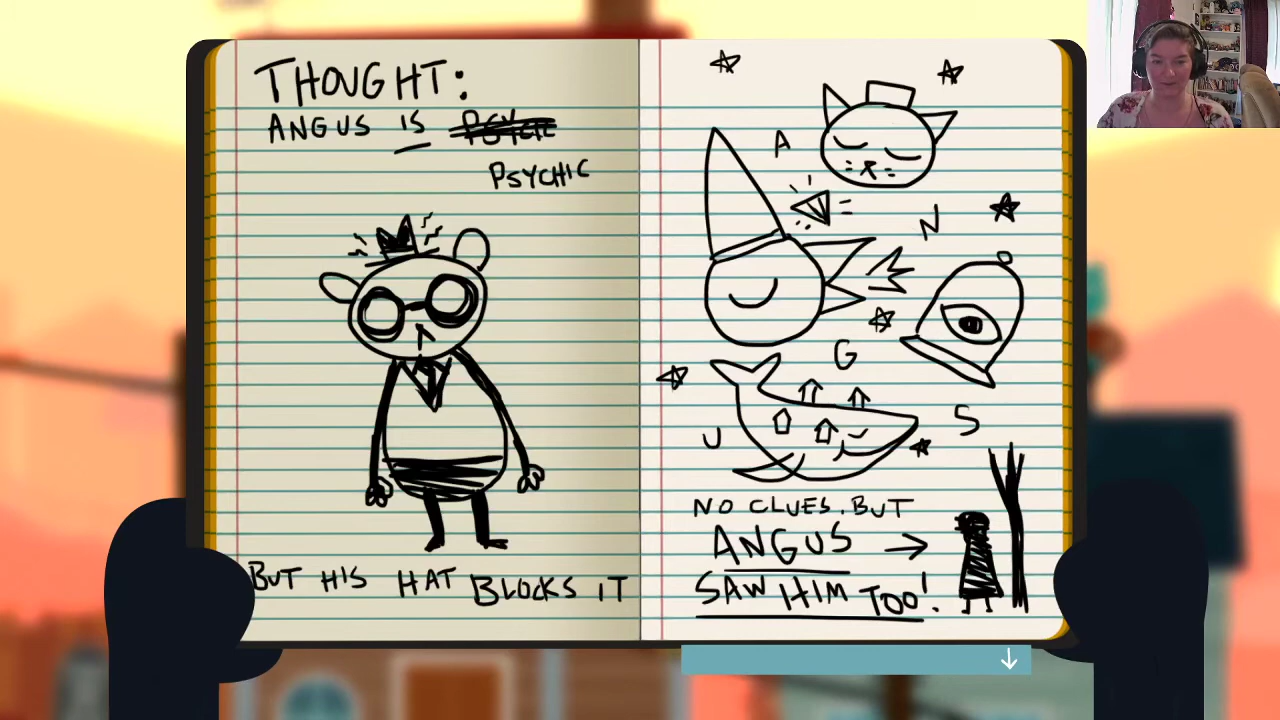 THOUGHT:
ANGUS IS
PSYCHIC
BUT HIS HAT BLOCKS IT
A
N
G
U
S
NO CLUES. BUT
ANGUS →
SAW HIM TOO!